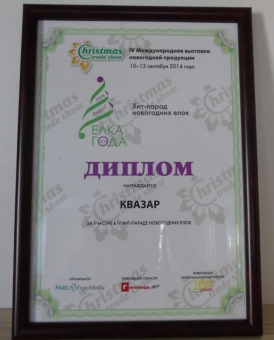 Christmas
trade show
IV Международная выставка
новогодней продукции
10-13 сентября 2014 года
Хит-парад
новогодних елок
ЕЛКА
ГОДА
ДИПЛОМ
НАГРАЖДАЕТСЯ
КВАЗАР
ЗА УЧАСТИЕ В IV ХИТ-ПАРАДЕ НОВОГОДНИХ ЕЛОК